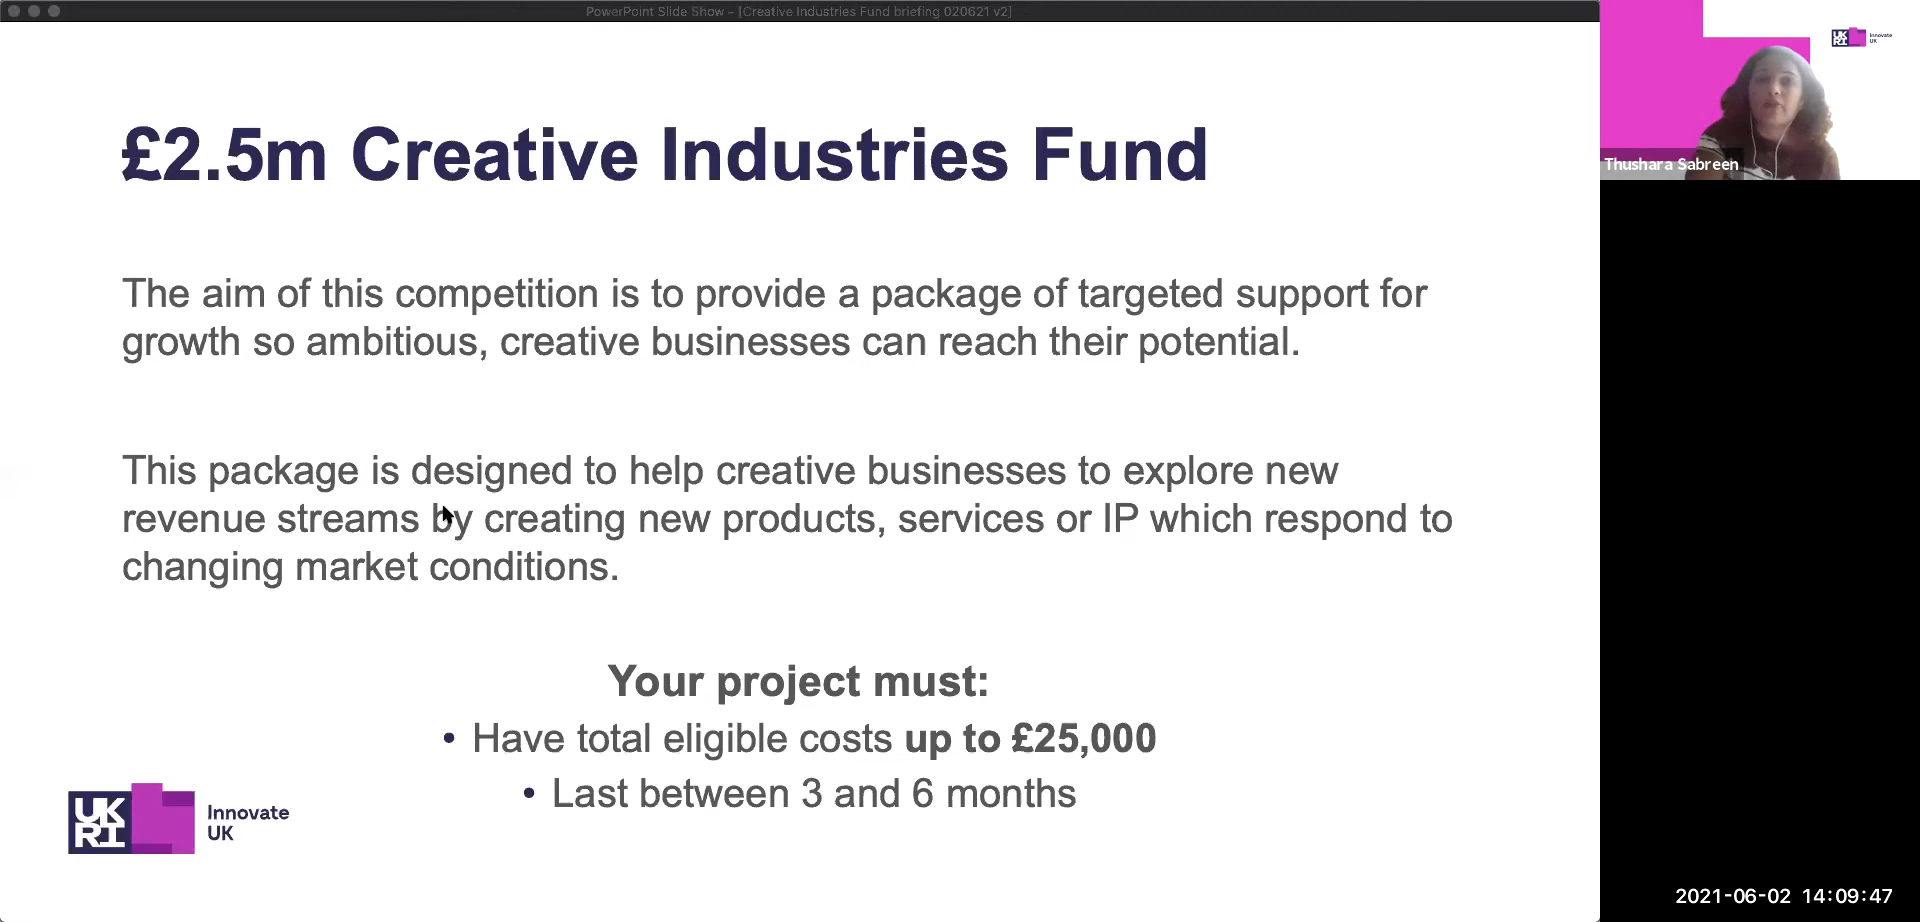 PowerPoint Slide Show - [Creative Industries Fund briefing 020621 v2]
£2.5m Creative Industries Fund
The aim of this competition is to provide a package of targeted support for
growth so ambitious, creative businesses can reach their potential.
This package is designed to help creative businesses to explore new
revenue streams by creating new products, services or IP which respond to
changing market conditions.
Your project must:
• Have total eligible costs up to £25,000
• Last between 3 and 6 months
UK
RI
Innovate
UK
UK
RI
Innovate
UK
Thushara Sabreen
2021-06-02 14:09:47